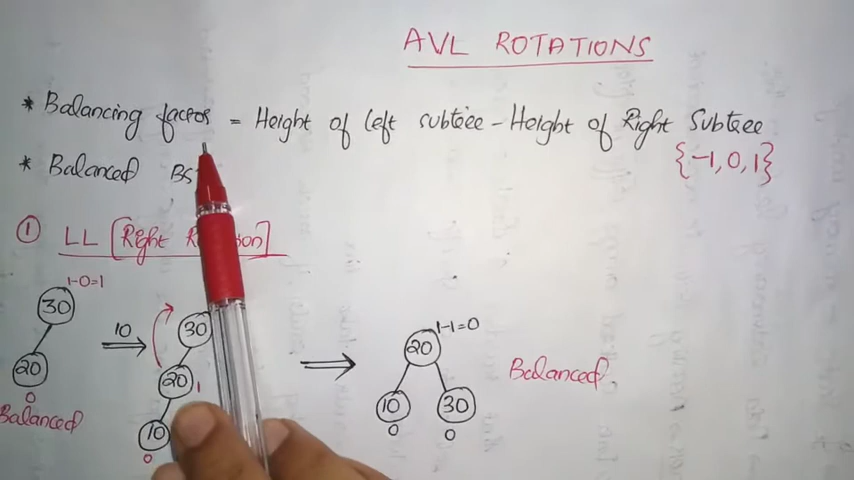 AVL ROTATIONS
* Balancing factor = Height of left subtree - Height of Right Subtree
{-1, 0, 1}
* Balanced
① LL [Right
1-0=1
30
20
0
Balanced
10
30
20
1
10
0
1-1=0
20
10
30
0
0
Balanced